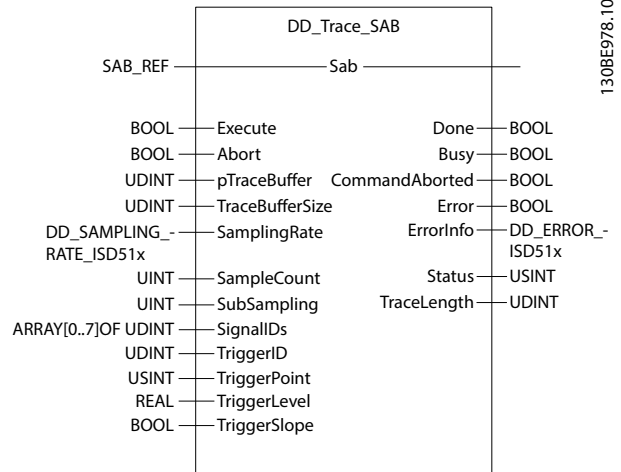 DD_Trace_SAB
SAB_REF Sab
BOOL Execute Done BOOL
BOOL Abort Busy BOOL
UDINT pTraceBuffer CommandAborted BOOL
UDINT TraceBufferSize Error BOOL
DD_SAMPLING_- SamplingRate ErrorInfo DD_ERROR_-
RATE_ISD51x ISD51x
UINT SampleCount Status USINT
UINT SubSampling TraceLength UDINT
ARRAY[0..7]OF UDINT SignalIDs
UDINT TriggerID
USINT TriggerPoint
REAL TriggerLevel
BOOL TriggerSlope
130BE978.10